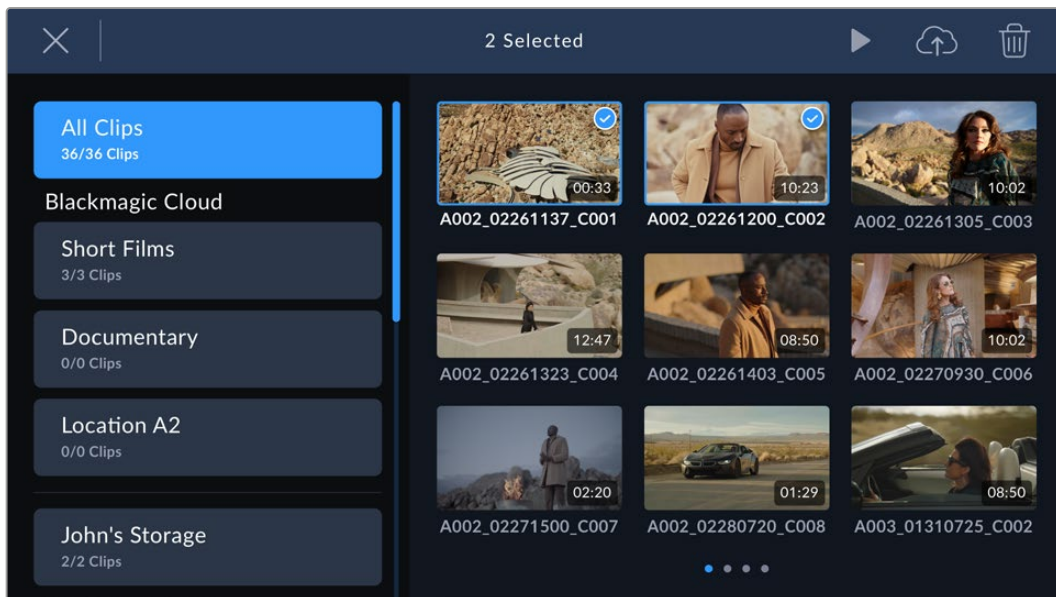 2 Selected
All Clips
36/36 Clips
Blackmagic Cloud
Short Films
3/3 Clips
Documentary
0/0 Clips
Location A2
0/0 Clips
John's Storage
2/2 Clips
00:33
10:23
10:02
A002_02261137_C001
A002_02261200_C002
A002_02261305_C003
12:47
08:50
10:02
A002_02261323_C004
A002_02261403_C005
A002_02270930_C006
02:20
01:29
08:50
A002_02271500_C007
A002_02280720_C008
A003_01310725_C002